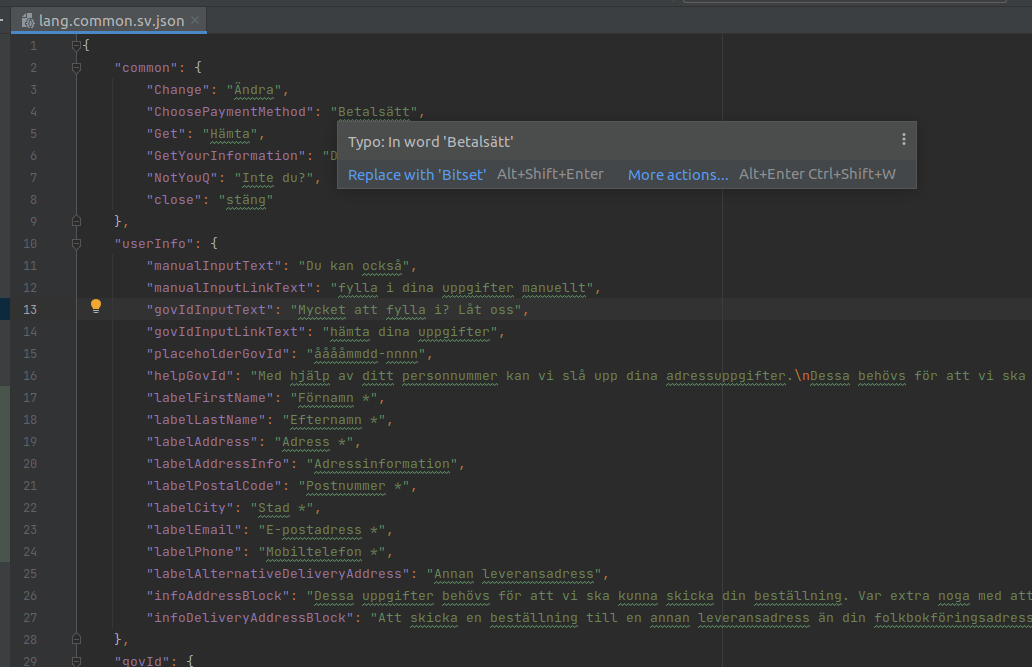 lang.common.sv.json
1 {
2 "common": {
3 "Change": "Ändra",
4 "ChoosePaymentMethod": "Betalsätt",
5 "Get": "Hämta",
6 "GetYourInformation": "D
7 "NotYouQ": "Inte du?",
8 "close": "stäng"
9 },
Typo: In word 'Betalsätt'
Replace with 'Bitset' Alt+Shift+Enter More actions... Alt+Enter Ctrl+Shift+W
10 "userInfo": {
11 "manualInputText": "Du kan också",
12 "manualInputLinkText": "fylla i dina uppgifter manuellt",
13 "govIdInputText": "Mycket att fylla i? Låt oss",
14 "govIdInputLinkText": "hämta dina uppgifter",
15 "placeholderGovId": "ååååmmdd-nnnn",
16 "helpGovId": "Med hjälp av ditt personnummer kan vi slå upp dina adressuppgifter.\nDessa behövs för att vi ska
17 "labelFirstName": "Förnamn *",
18 "labelLastName": "Efternamn *",
19 "labelAddress": "Adress *",
20 "labelAddressInfo": "Adressinformation",
21 "labelPostalCode": "Postnummer *",
22 "labelCity": "Stad *",
23 "labelEmail": "E-postadress *",
24 "labelPhone": "Mobiltelefon *",
25 "labelAlternativeDeliveryAddress": "Annan leveransadress",
26 "infoAddressBlock": "Dessa uppgifter behövs för att vi ska kunna skicka din beställning. Var extra noga med att
27 "infoDeliveryAddressBlock": "Att skicka en beställning till en annan leveransadress än din folkbokföringsadress
28 },
29 "govId": {